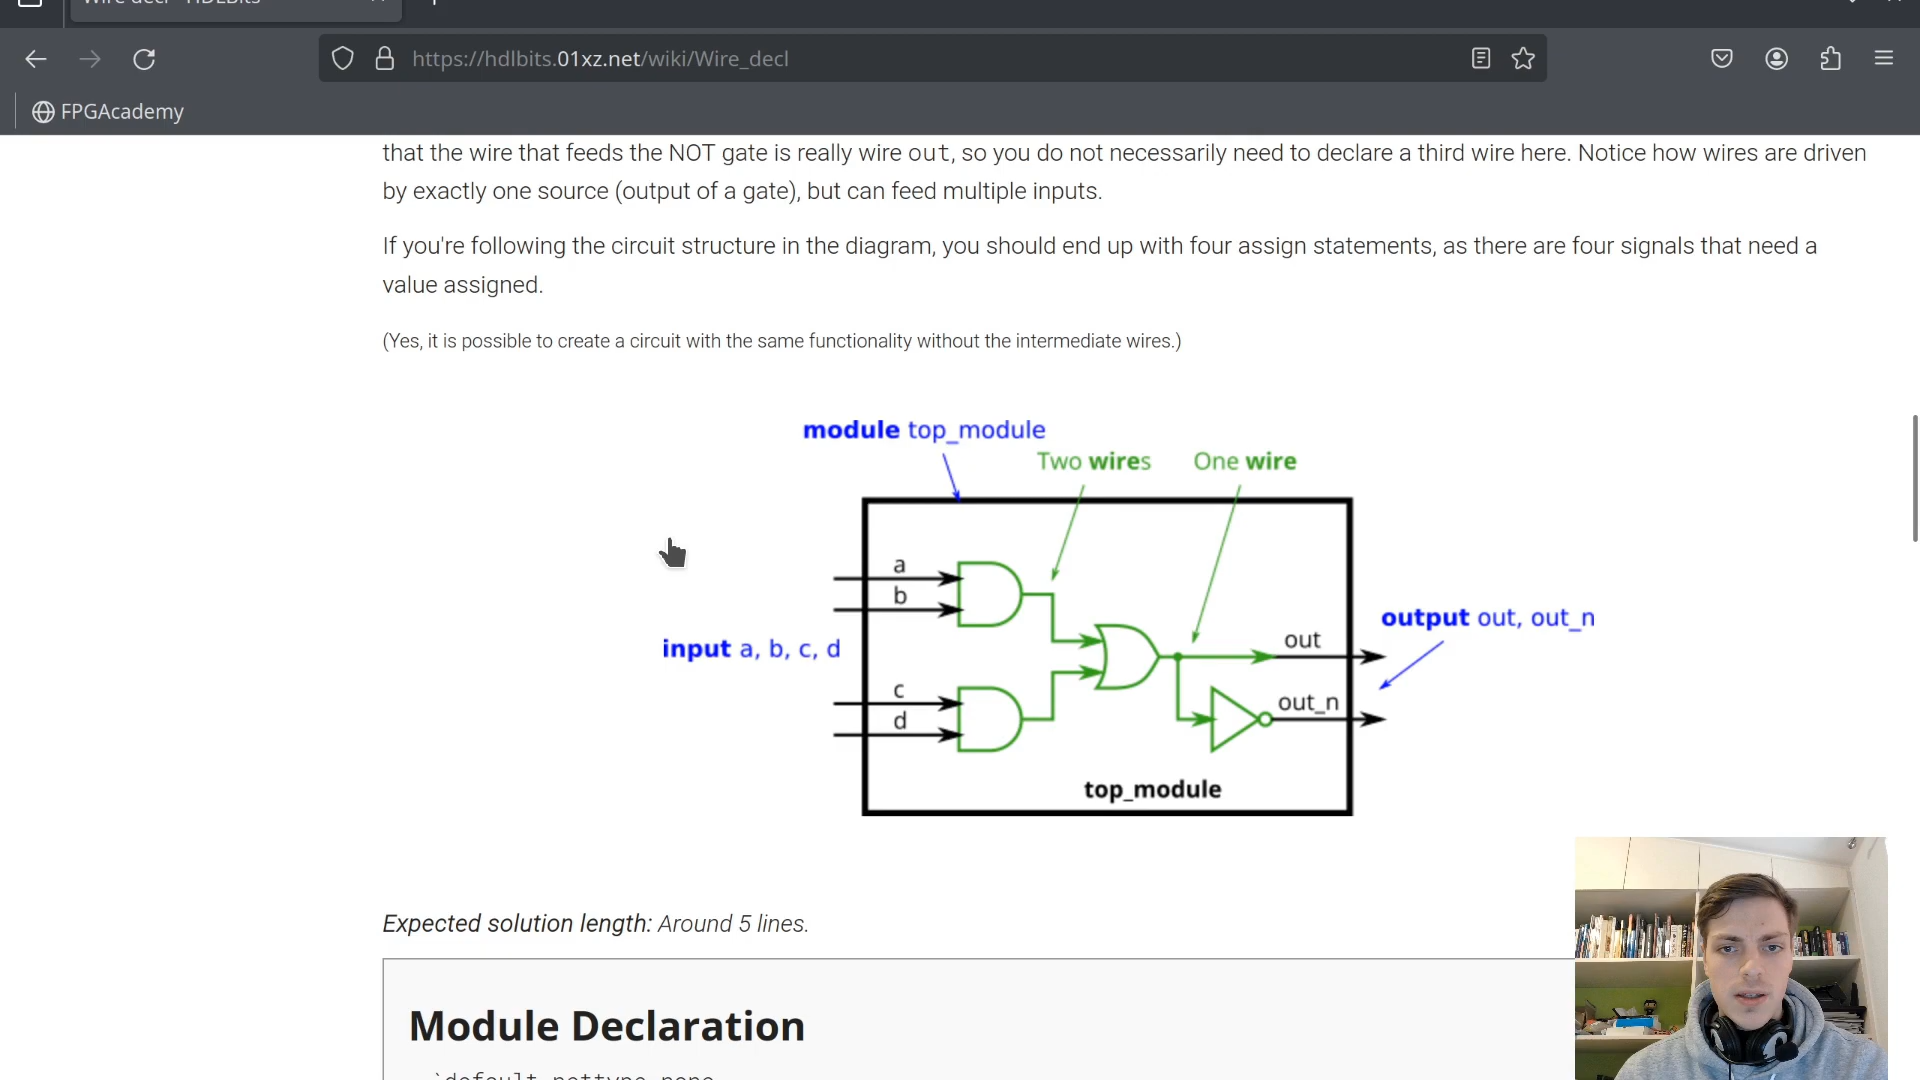 https://hdlbits.01xz.net/wiki/Wire_decl
FPGAcademy
that the wire that feeds the NOT gate is really wire out, so you do not necessarily need to declare a third wire here. Notice how wires are driven
by exactly one source (output of a gate), but can feed multiple inputs.
If you're following the circuit structure in the diagram, you should end up with four assign statements, as there are four signals that need a
value assigned.
(Yes, it is possible to create a circuit with the same functionality without the intermediate wires.)
module top_module
Two wires One wire
a
b
output out, out_n
out
input a, b, c, d
c
out_n
d
top_module
Expected solution length: Around 5 lines.
Module Declaration
`default_nettype none